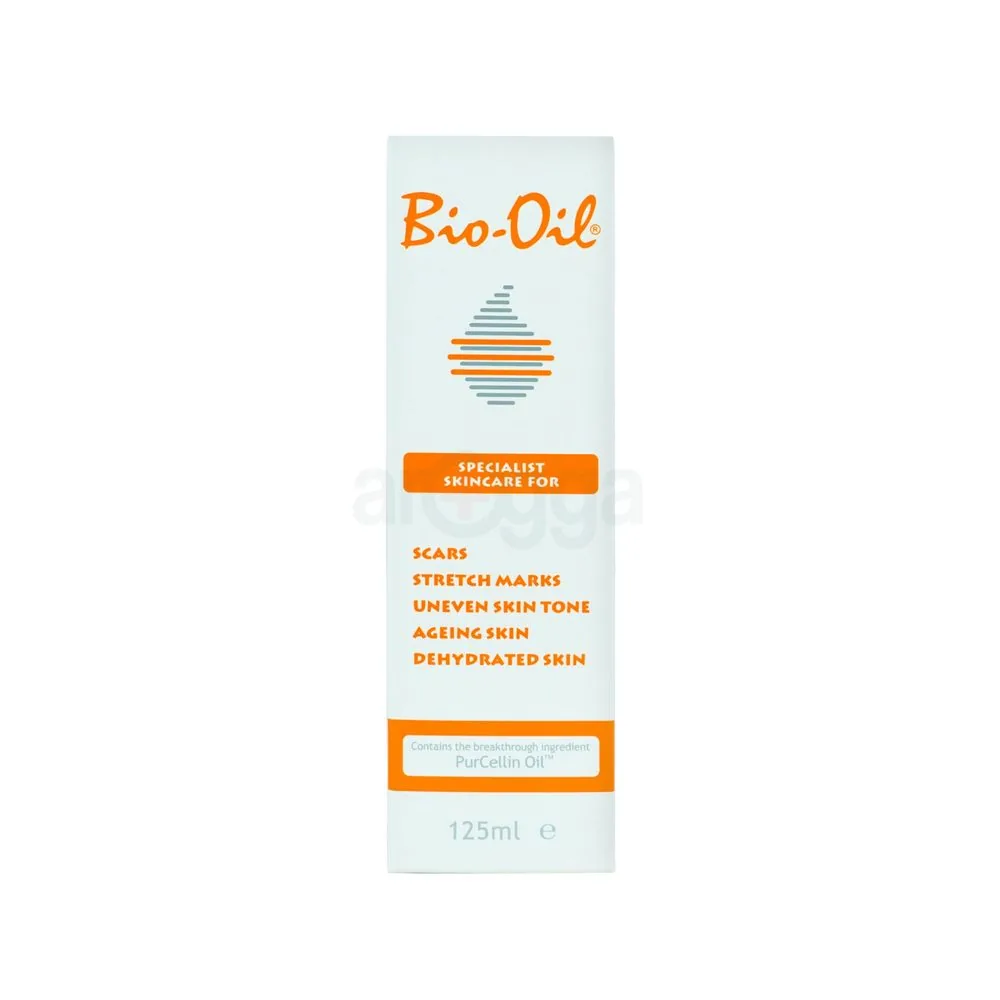 Bio-Oil®
SPECIALIST
SKINCARE FOR
arogga
SCARS
STRETCH MARKS
UNEVEN SKIN TONE
AGEING SKIN
DEHYDRATED SKIN
Contains the breakthrough ingredient
PurCellin Oil™
125ml ℮